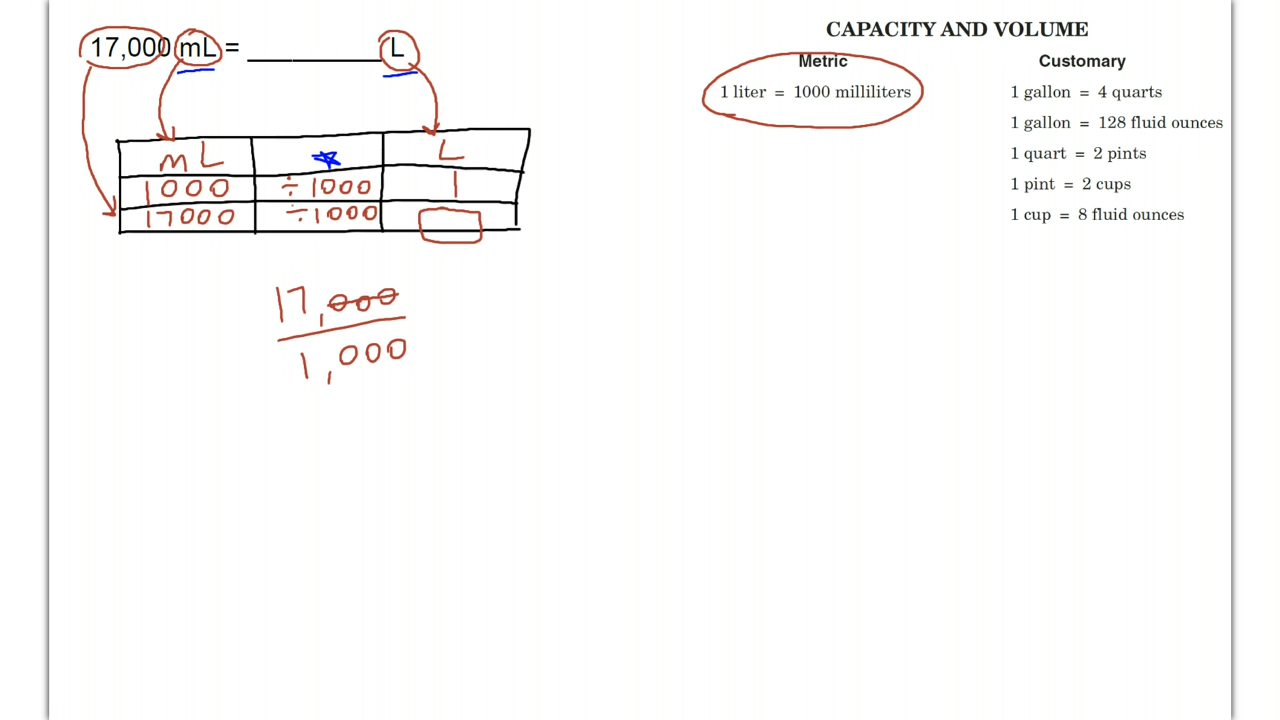 17,000 mL = __________ L
mL ★ L
1000 ÷1000 1
17000 ÷1000
17,000
1,000
CAPACITY AND VOLUME
Metric Customary
1 liter = 1000 milliliters 1 gallon = 4 quarts
1 gallon = 128 fluid ounces
1 quart = 2 pints
1 pint = 2 cups
1 cup = 8 fluid ounces